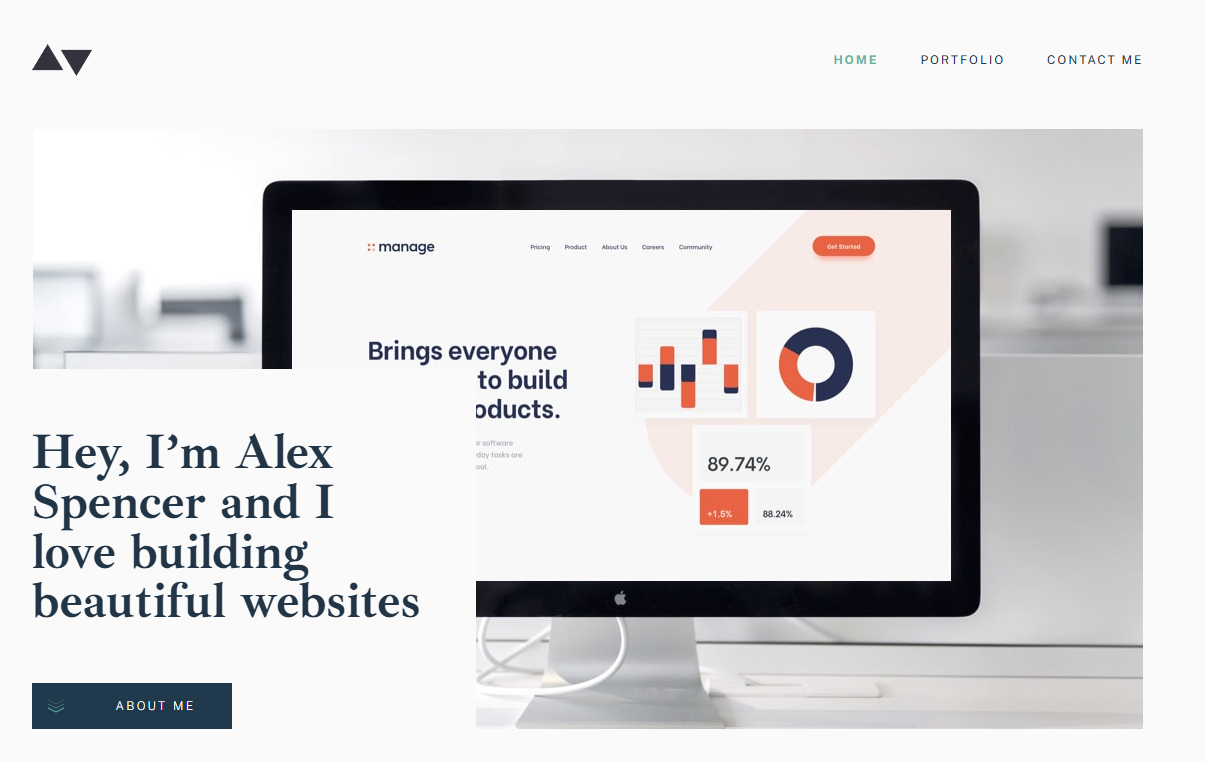 HOME PORTFOLIO CONTACT ME
manage Pricing Product About Us Careers Community Get Started
Brings everyone
to build
oducts.
r software
day tasks are
oal.
89.74%
+1.5% 88.24%
Hey, I’m Alex
Spencer and I
love building
beautiful websites
ABOUT ME